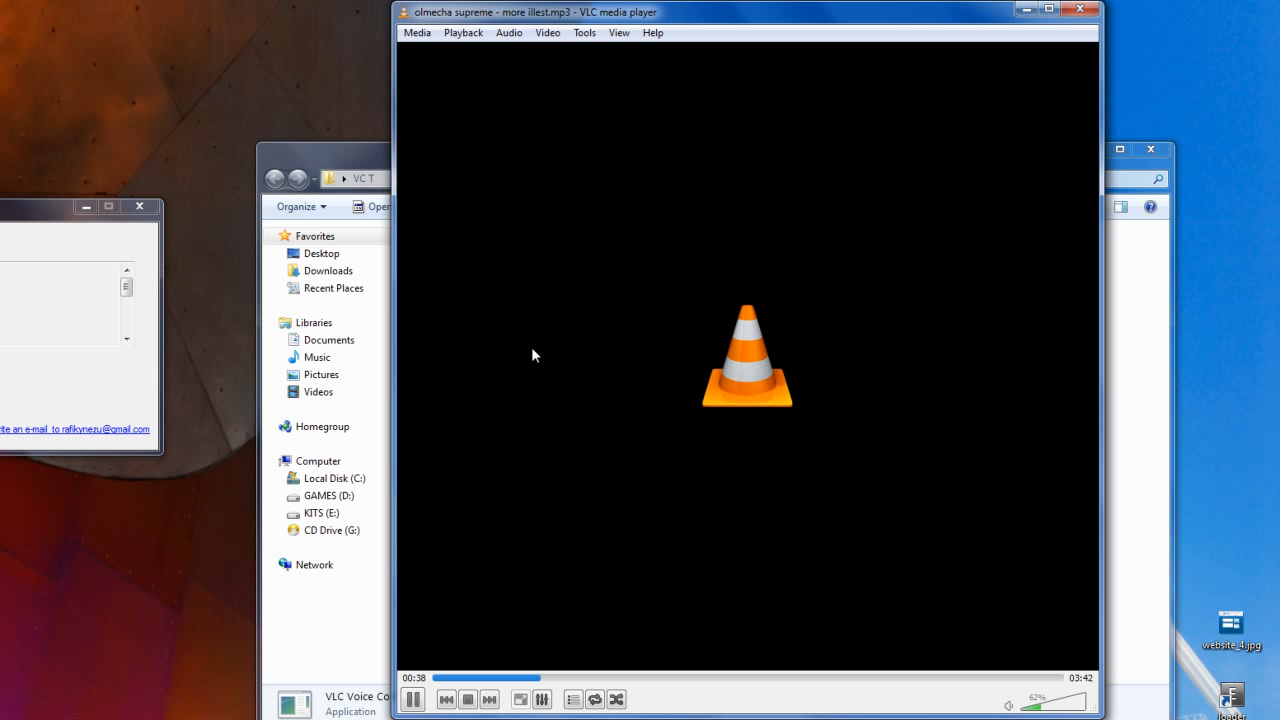 olmecha supreme - more illest.mp3 - VLC media player
Media Playback Audio Video Tools View Help
VC T
Organize
Open
Favorites
Desktop
Downloads
Recent Places
Libraries
Documents
Music
Pictures
Videos
Homegroup
Computer
Local Disk (C:)
GAMES (D:)
KITS (E:)
CD Drive (G:)
Network
an e-mail to rafikynezu@gmail.com
00:38
03:42
62%
VLC Voice Co
Application
website_4.jpg
loader